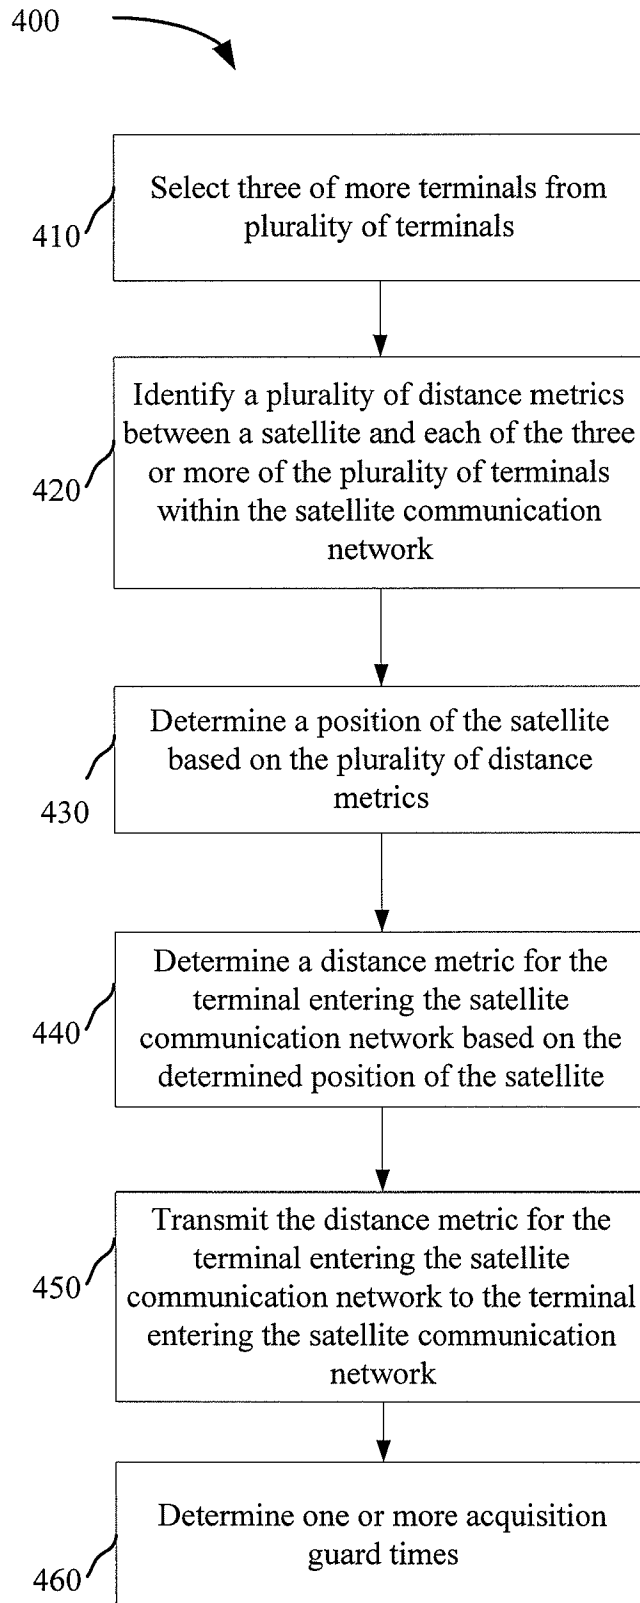 400
Select three of more terminals from
plurality of terminals
410
Identify a plurality of distance metrics
between a satellite and each of the three
or more of the plurality of terminals
within the satellite communication
network
420
Determine a position of the satellite
based on the plurality of distance
metrics
430
Determine a distance metric for the
terminal entering the satellite
communication network based on the
determined position of the satellite
440
Transmit the distance metric for the
terminal entering the satellite
communication network to the terminal
entering the satellite communication
network
450
Determine one or more acquisition
guard times
460